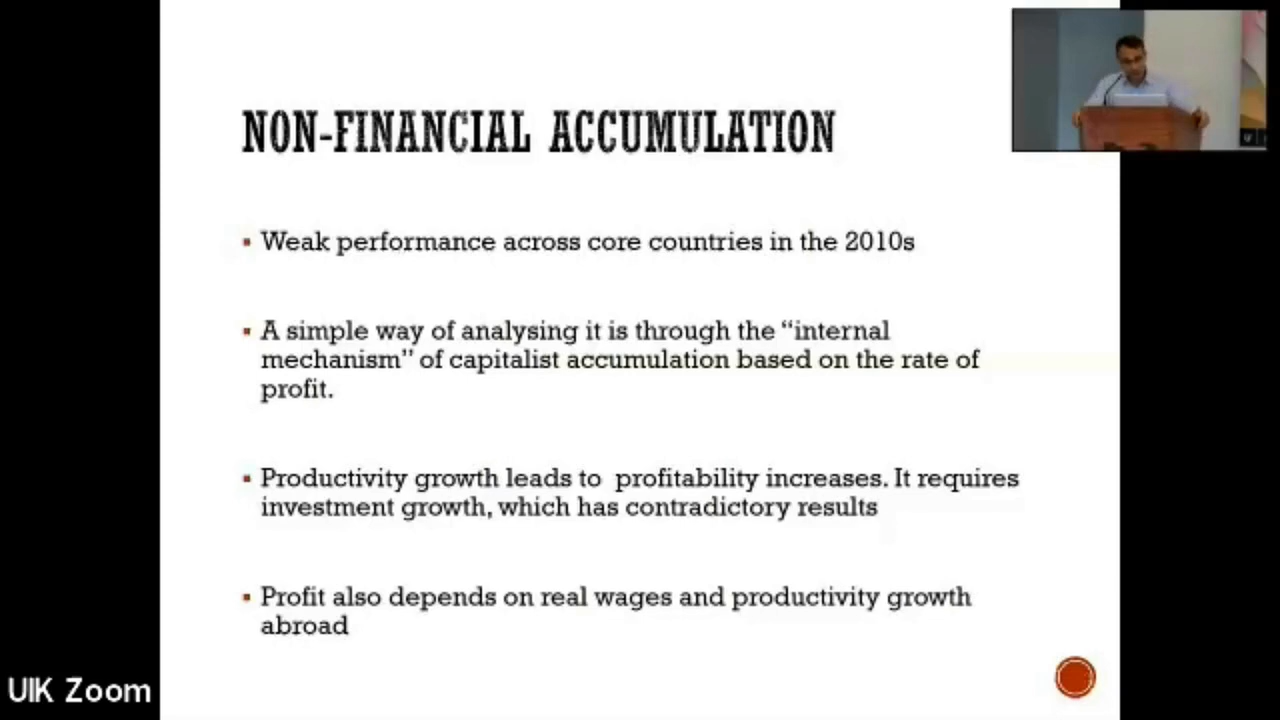 NON-FINANCIAL ACCUMULATION
▪ Weak performance across core countries in the 2010s
▪ A simple way of analysing it is through the “internal
mechanism” of capitalist accumulation based on the rate of
profit.
▪ Productivity growth leads to  profitability increases. It requires
investment growth, which has contradictory results
▪ Profit also depends on real wages and productivity growth
abroad
UIK Zoom